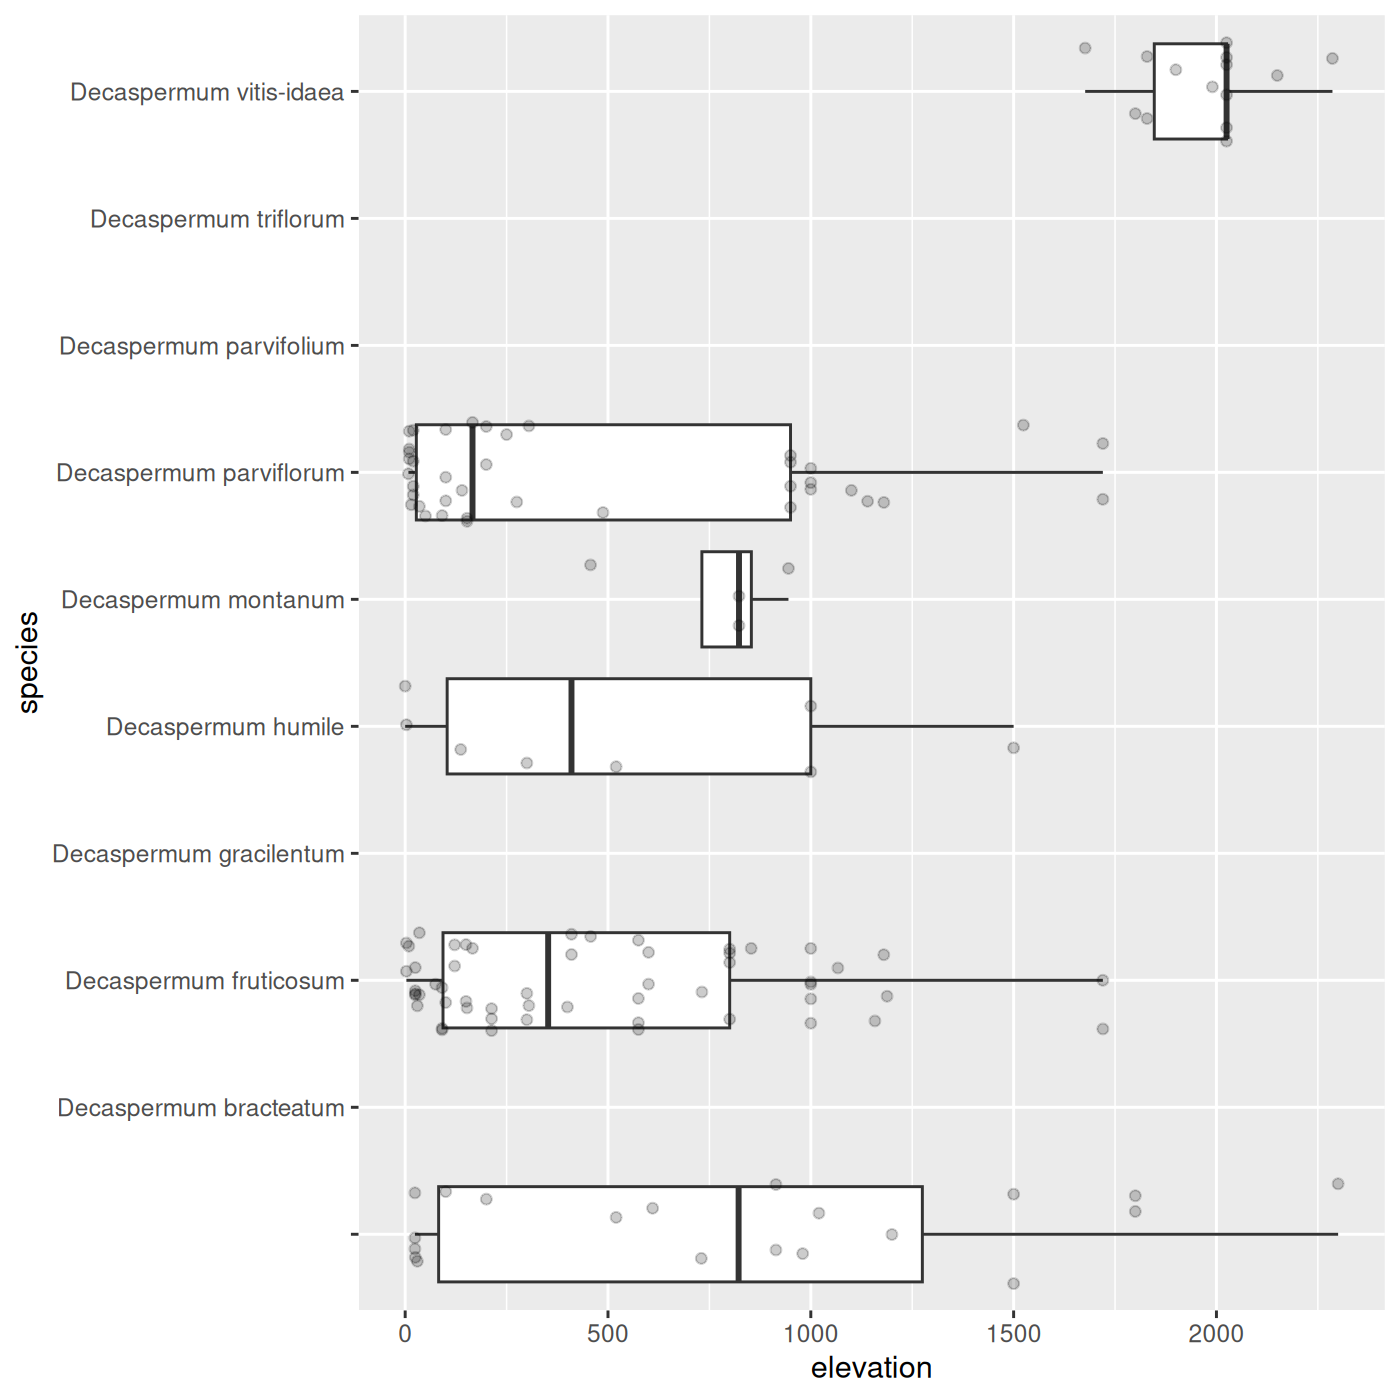 Decaspermum vitis-idaea
Decaspermum triflorum
Decaspermum parvifolium
Decaspermum parviflorum
Decaspermum montanum
Decaspermum humile
Decaspermum gracilentum
Decaspermum fruticosum
Decaspermum bracteatum
species
0 500 1000 1500 2000
elevation